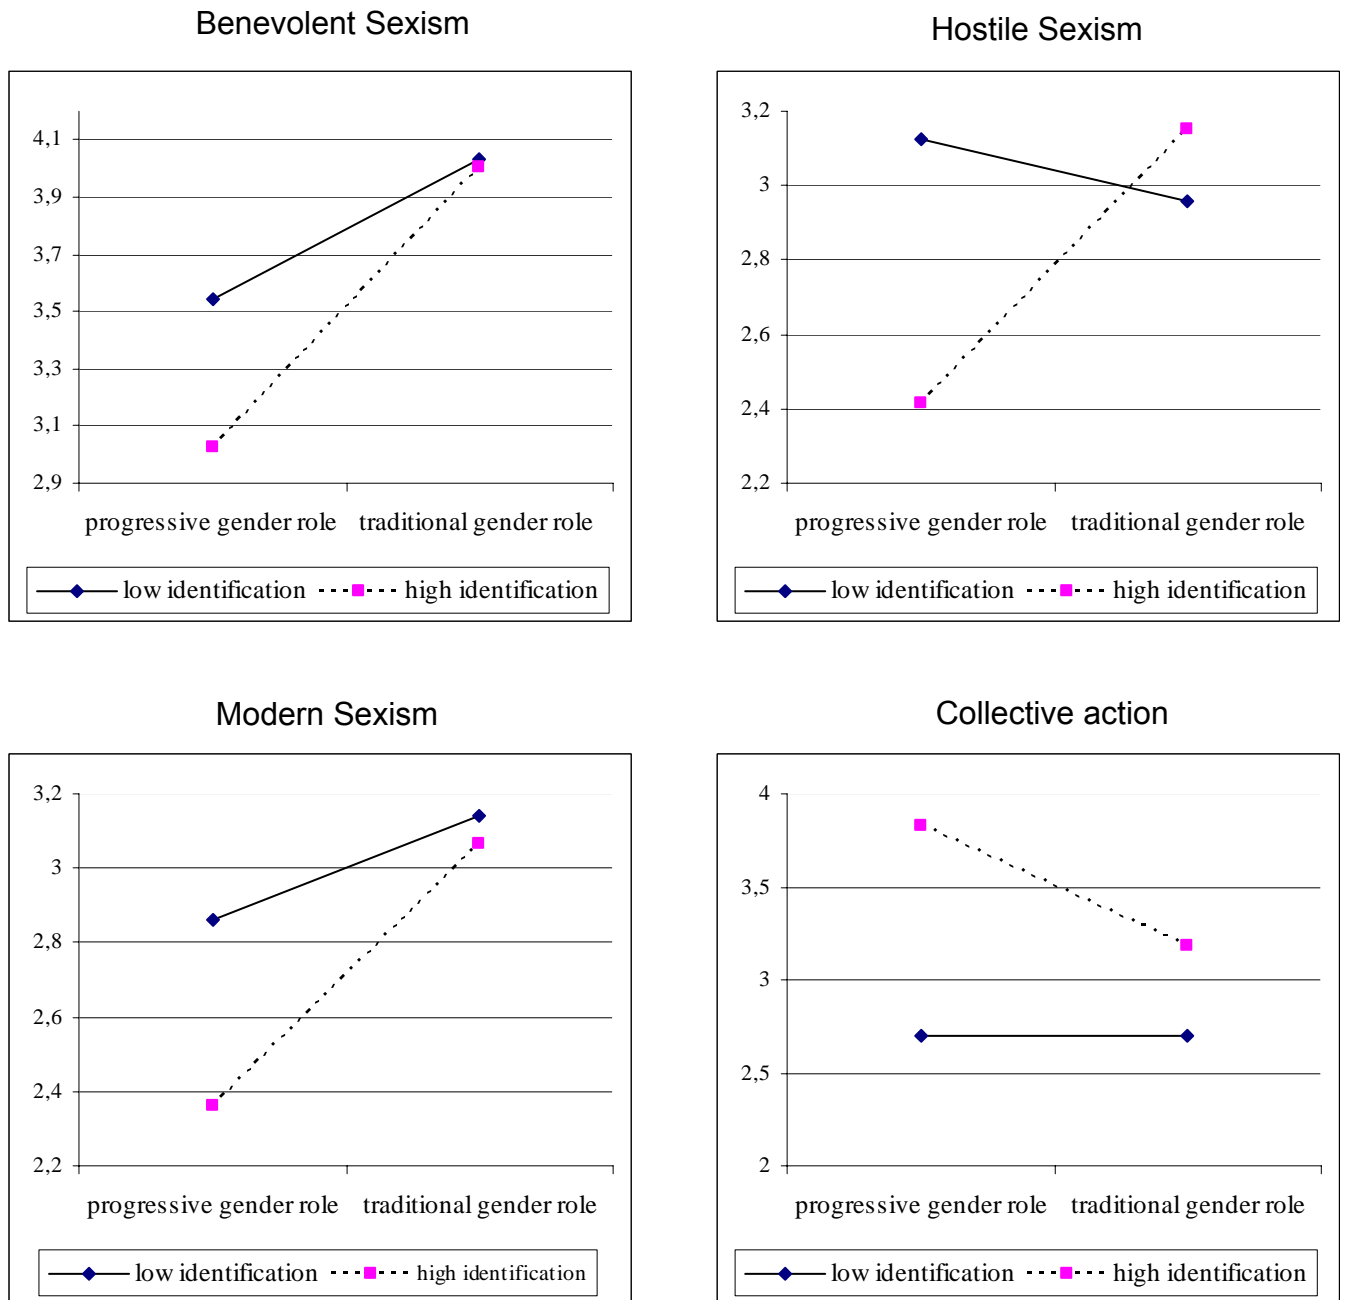 Benevolent Sexism
4,1
3,9
3,7
3,5
3,3
3,1
2,9
progressive gender role traditional gender role
low identification high identification
Hostile Sexism
3,2
3
2,8
2,6
2,4
2,2
progressive gender role traditional gender role
low identification high identification
Modern Sexism
3,2
3
2,8
2,6
2,4
2,2
progressive gender role traditional gender role
low identification high identification
Collective action
4
3,5
3
2,5
2
progressive gender role traditional gender role
low identification high identification